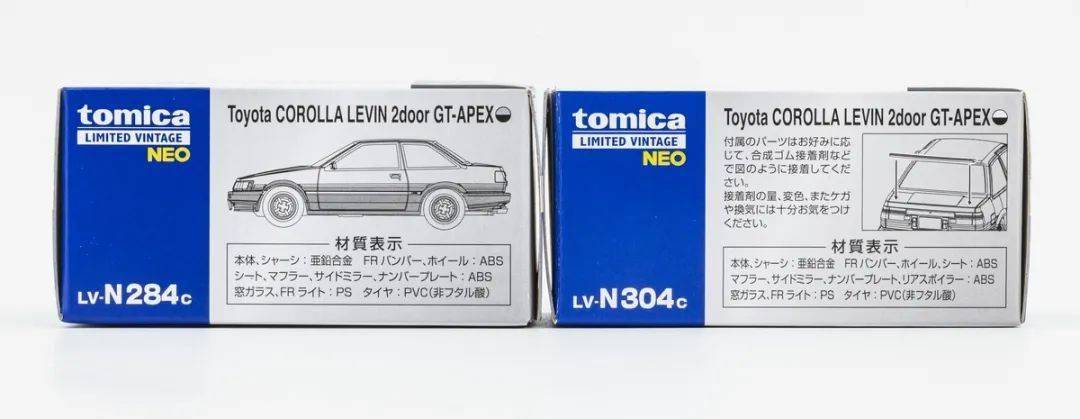 tomica
LIMITED VINTAGE
NEO
LV-N284c
Toyota COROLLA LEVIN 2door GT-APEX
材質表示
本体、シャーシ：亜鉛合金 FRバンパー、ホイール：ABS
シート、マフラー、サイドミラー、ナンバープレート：ABS
窓ガラス、FRライト：PS タイヤ：PVC(非フタル酸)
tomica
LIMITED VINTAGE
NEO
LV-N304c
Toyota COROLLA LEVIN 2door GT-APEX
付属のパーツはお好みに応
じて、合成ゴム接着剤など
で図のように接着してくだ
さい。
接着剤の量、変色、またケガ
や換気には十分お気をつけ
ください。
材質表示
本体、シャーシ：亜鉛合金 FRバンパー、ホイール、シート：ABS
マフラー、サイドミラー、ナンバープレート、リアスポイラー：ABS
窓ガラス、FRライト：PS タイヤ：PVC(非フタル酸)